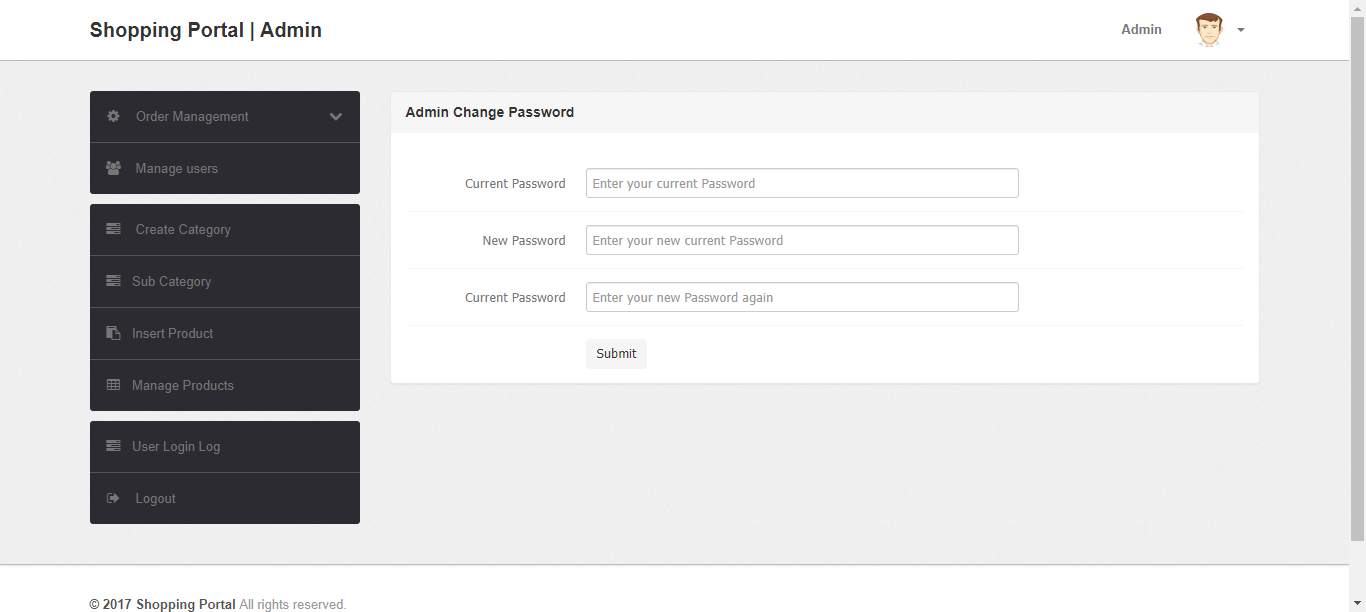 Shopping Portal | Admin
Admin
Order Management
Manage users
Create Category
Sub Category
Insert Product
Manage Products
User Login Log
Logout
Admin Change Password
Current Password
Enter your current Password
New Password
Enter your new current Password
Current Password
Enter your new Password again
Submit
© 2017 Shopping Portal All rights reserved.